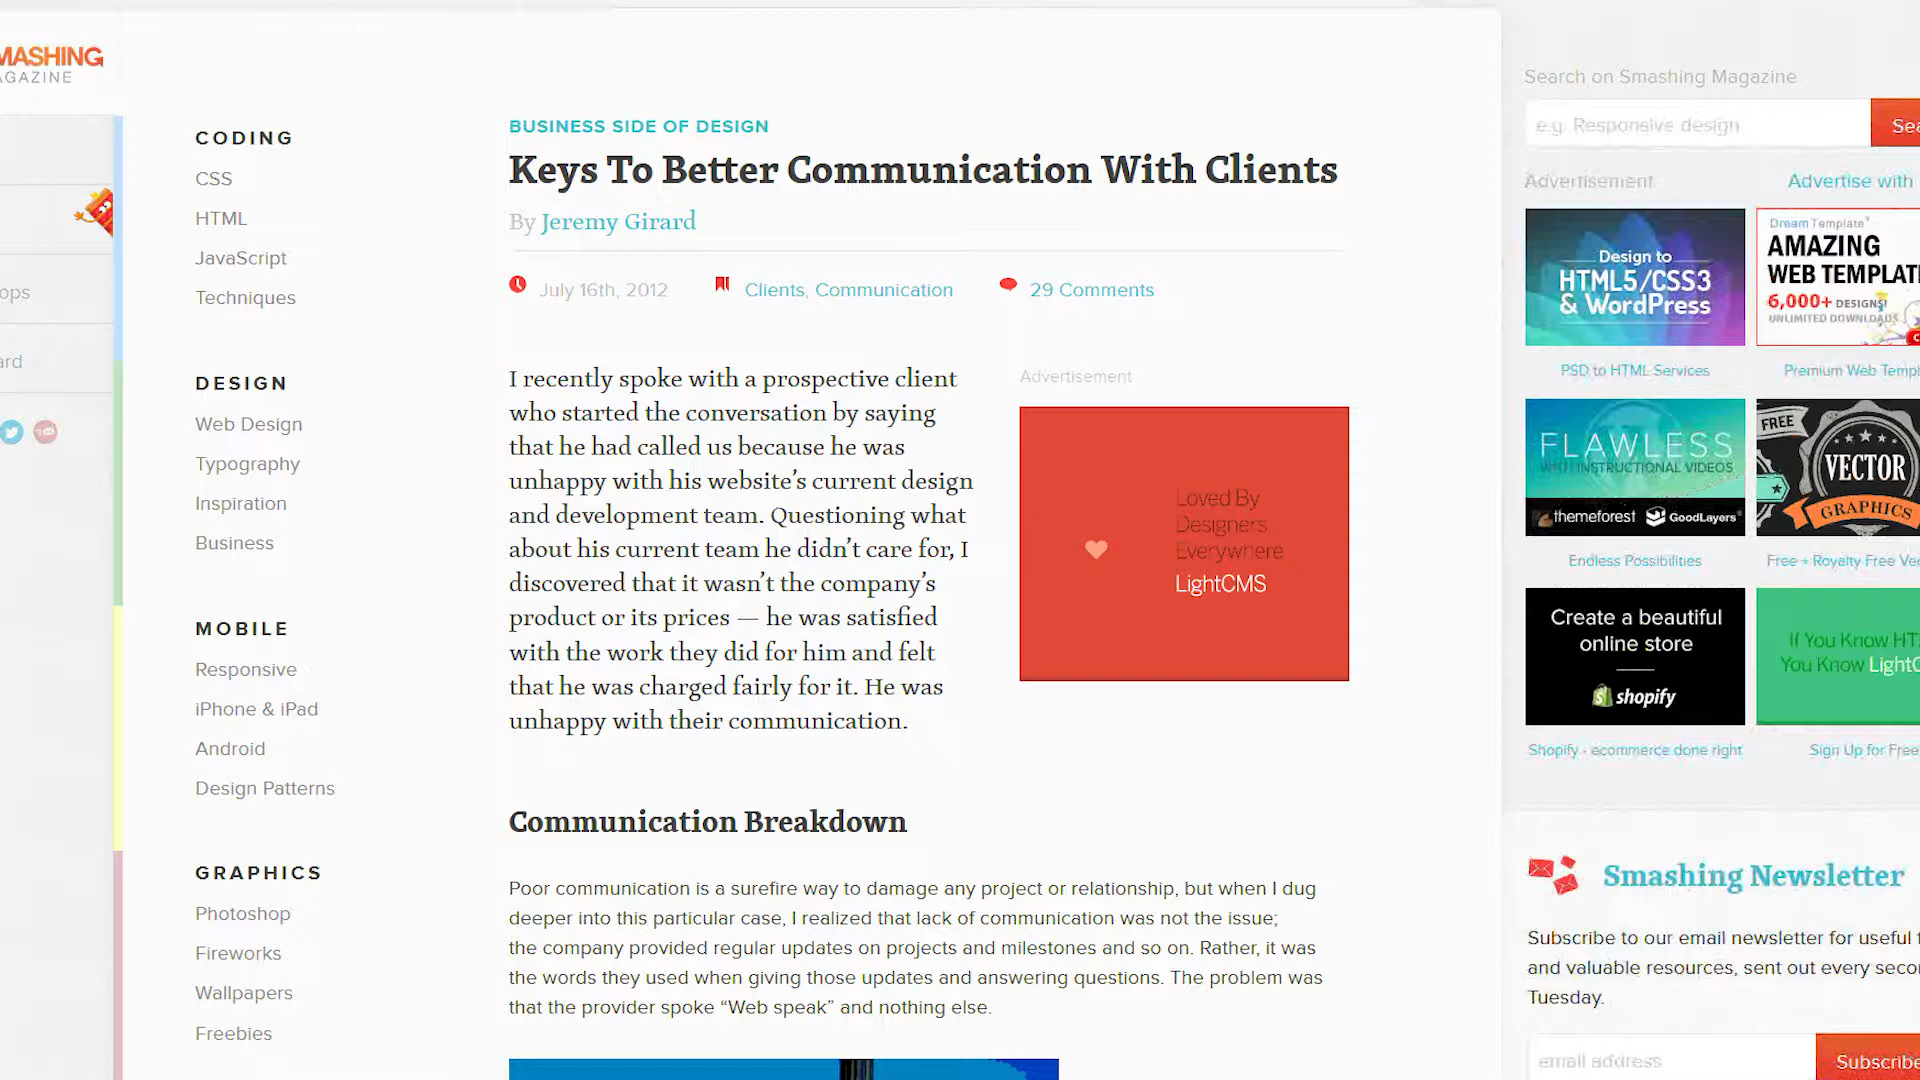 MASHING
AGAZINE
ops
ard
CODING
CSS
HTML
JavaScript
Techniques
DESIGN
Web Design
Typography
Inspiration
Business
MOBILE
Responsive
iPhone & iPad
Android
Design Patterns
GRAPHICS
Photoshop
Fireworks
Wallpapers
Freebies
BUSINESS SIDE OF DESIGN
Keys To Better Communication With Clients
By Jeremy Girard
July 16th, 2012 Clients, Communication 29 Comments
I recently spoke with a prospective client
who started the conversation by saying
that he had called us because he was
unhappy with his website’s current design
and development team. Questioning what
about his current team he didn’t care for, I
discovered that it wasn’t the company’s
product or its prices — he was satisfied
with the work they did for him and felt
that he was charged fairly for it. He was
unhappy with their communication.
Advertisement
Loved By
Designers
Everywhere
LightCMS
Communication Breakdown
Poor communication is a surefire way to damage any project or relationship, but when I dug
deeper into this particular case, I realized that lack of communication was not the issue;
the company provided regular updates on projects and milestones and so on. Rather, it was
the words they used when giving those updates and answering questions. The problem was
that the provider spoke “Web speak” and nothing else.
Search on Smashing Magazine
e.g. Responsive design
Sea
Advertisement Advertise with
Design to
HTML5/CSS3
& WordPress
PSD to HTML Services
Dream Template
AMAZING
WEB TEMPLAT
6,000+ DESIGNS!
UNLIMITED DOWNLOADS
Premium Web Templ
FLAWLESS
WITH INSTRUCTIONAL VIDEOS
themeforest GOODLAYERS
Endless Possibilities
FREE
VECTOR
GRAPHICS
Free + Royalty Free Vec
Create a beautiful
online store
shopify
Shopify - ecommerce done right
If You Know HT
You Know LightC
Sign Up for Free
Smashing Newsletter
Subscribe to our email newsletter for useful t
and valuable resources, sent out every seco
Tuesday.
email address
Subscribe